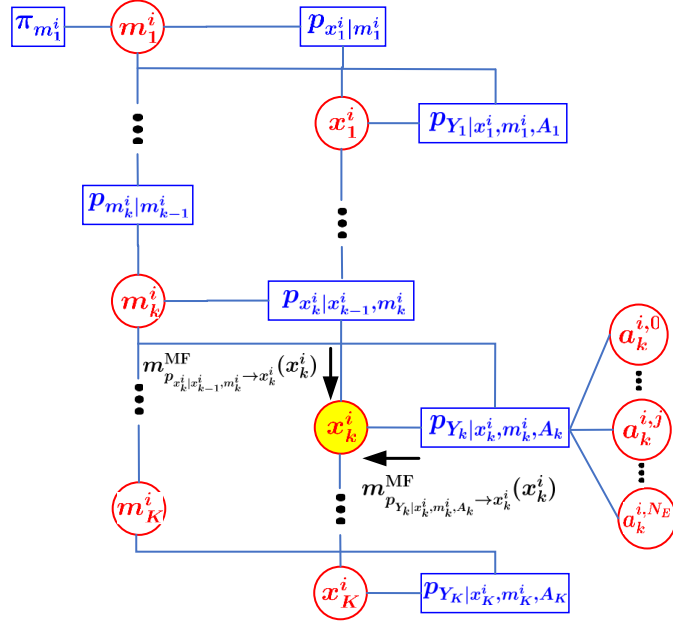 π_{m_1^i} m_1^i p_{x_1^i|m_1^i}
x_1^i p_{Y_1|x_1^i,m_1^i,A_1}
p_{m_k^i|m_{k-1}^i}
m_k^i p_{x_k^i|x_{k-1}^i,m_k^i}
a_k^{i,0}
m^{MF}_{p_{x_k^i|x_{k-1}^i,m_k^i}→x_k^i}(x_k^i)
x_k^i p_{Y_k|x_k^i,m_k^i,A_k} a_k^{i,j}
m^{MF}_{p_{Y_k|x_k^i,m_k^i,A_k}→x_k^i}(x_k^i)
m_K^i a_k^{i,N_E}
x_K^i p_{Y_K|x_K^i,m_K^i,A_K}